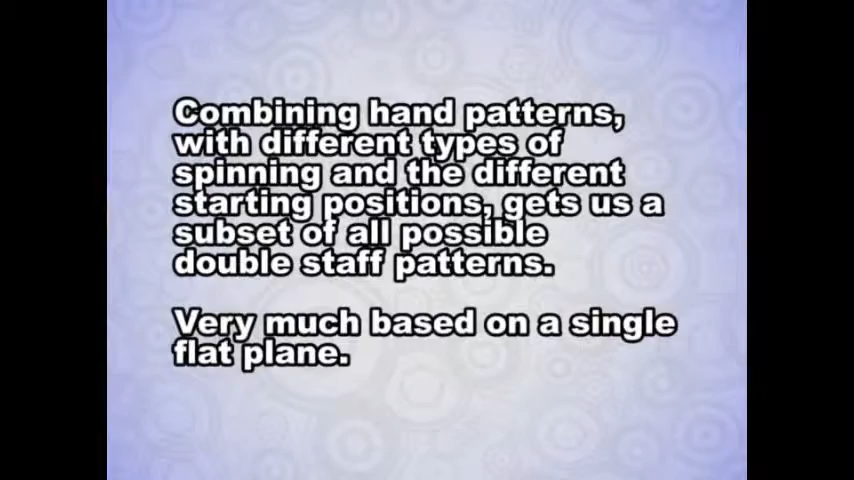 Combining hand patterns,
with different types of
spinning and the different
starting positions, gets us a
subset of all possible
double staff patterns.
Very much based on a single
flat plane.